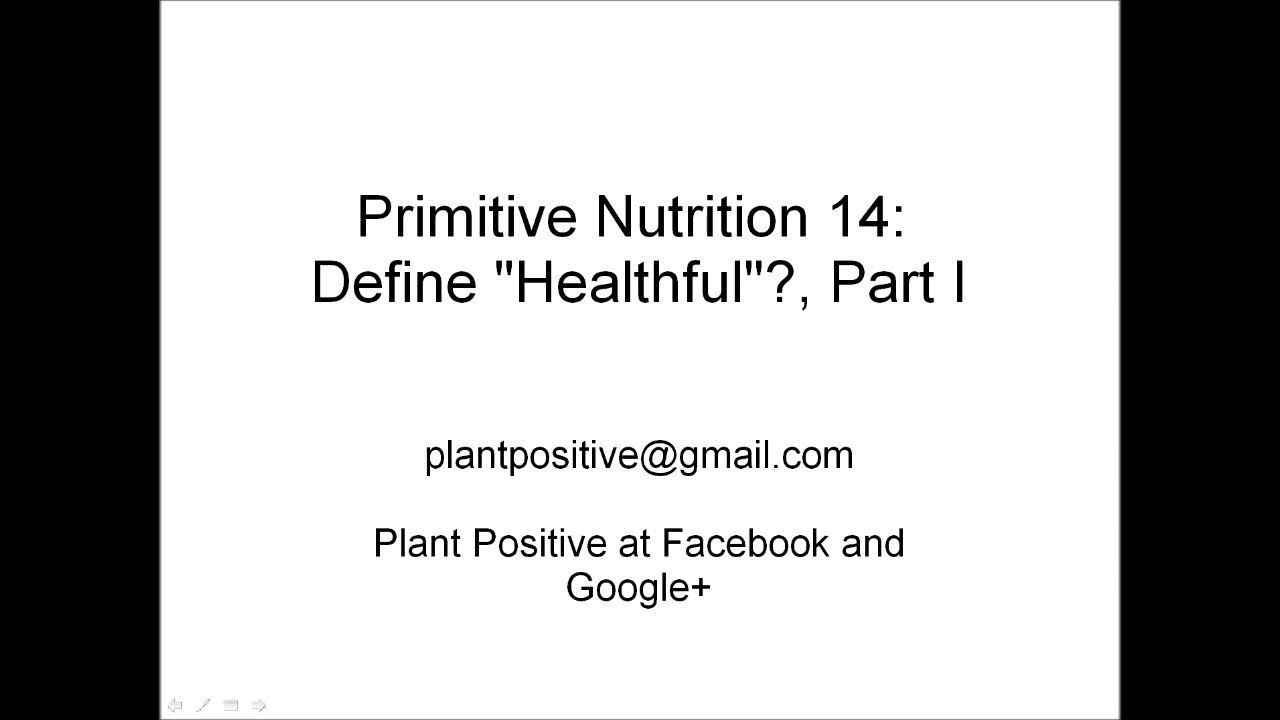 Primitive Nutrition 14:
Define "Healthful"?, Part I
plantpositive@gmail.com
Plant Positive at Facebook and
Google+